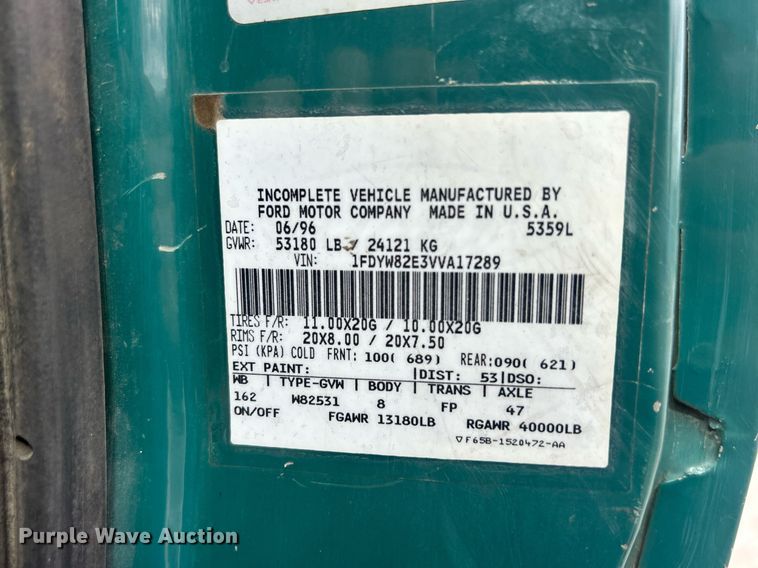 INCOMPLETE VEHICLE MANUFACTURED BY
FORD MOTOR COMPANY MADE IN U.S.A.
DATE: 06/96 5359L
GVWR: 53180 LB / 24121 KG
VIN: 1FDYW82E3VVA17289
TIRES F/R: 11.00X20G / 10.00X20G
RIMS F/R: 20X8.00 / 20X7.50
PSI (KPA) COLD FRNT: 100( 689) REAR:090( 621)
EXT PAINT: |DIST: 53|DSO:
WB | TYPE-GVW | BODY | TRANS | AXLE
162 W82531 8 FP 47
ON/OFF FGAWR 13180LB RGAWR 40000LB
▽F65B-1520472-AA
Purple Wave Auction